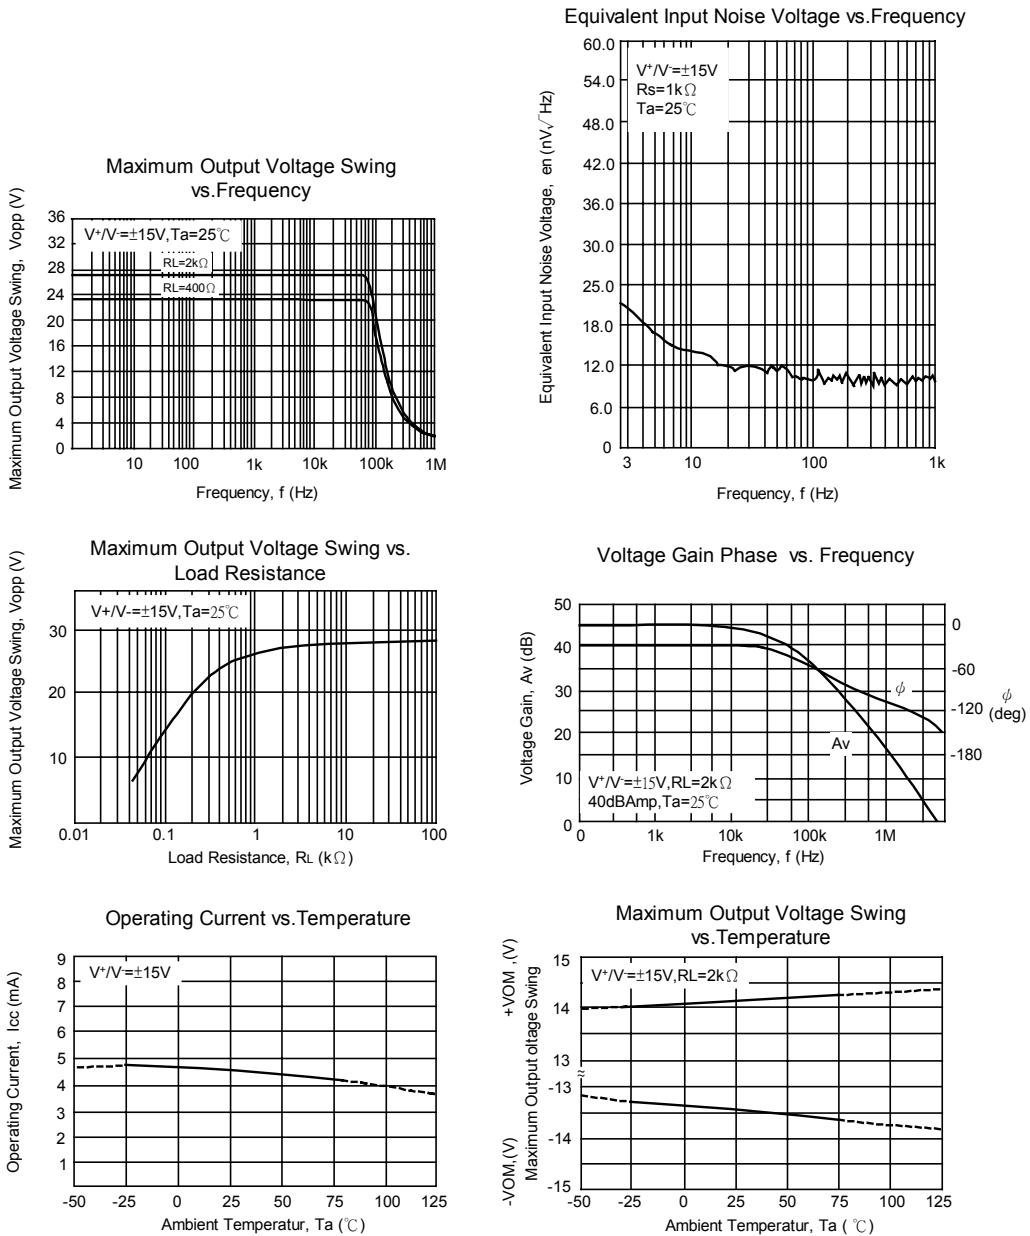 Maximum Output Voltage Swing
vs.Frequency
Maximum Output Voltage Swing, Vopp (V)
36
32
28
24
20
16
12
8
4
0
V+/V-=±15V,Ta=25℃
RL=2kΩ
RL=400Ω
10 100 1k 10k 100k 1M
Frequency, f (Hz)
Equivalent Input Noise Voltage vs.Frequency
Equivalent Input Noise Voltage, en (nV√Hz)
60.0
54.0
48.0
42.0
36.0
30.0
25.0
18.0
12.0
6.0
0
V+/V-=±15V
Rs=1kΩ
Ta=25℃
3 10 100 1k
Frequency, f (Hz)
Maximum Output Voltage Swing vs.
Load Resistance
Maximum Output Voltage Swing, Vopp (V)
30
20
10
V+/V-=±15V,Ta=25℃
0.01 0.1 1 10 100
Load Resistance, RL (kΩ)
Voltage Gain Phase vs. Frequency
Voltage Gain, Av (dB)
50
40
30
20
10
0
0
-60
-120
-180
ϕ
(deg)
ϕ
Av
V+/V-=±15V,RL=2kΩ
40dBAmp,Ta=25℃
0 1k 10k 100k 1M
Frequency, f (Hz)
Operating Current vs.Temperature
Operating Current, Icc (mA)
9
8
7
6
5
4
3
2
1
V+/V-=±15V
-50 -25 0 25 50 75 100 125
Ambient Temperatur, Ta (℃)
Maximum Output Voltage Swing
vs.Temperature
-VOM,(V) +VOM ,(V)
Maximum Output oltage Swing
15
14
13
≈
-13
-14
-15
V+/V-=±15V,RL=2kΩ
-50 -25 0 25 50 75 100 125
Ambient Temperatur, Ta ( ℃)